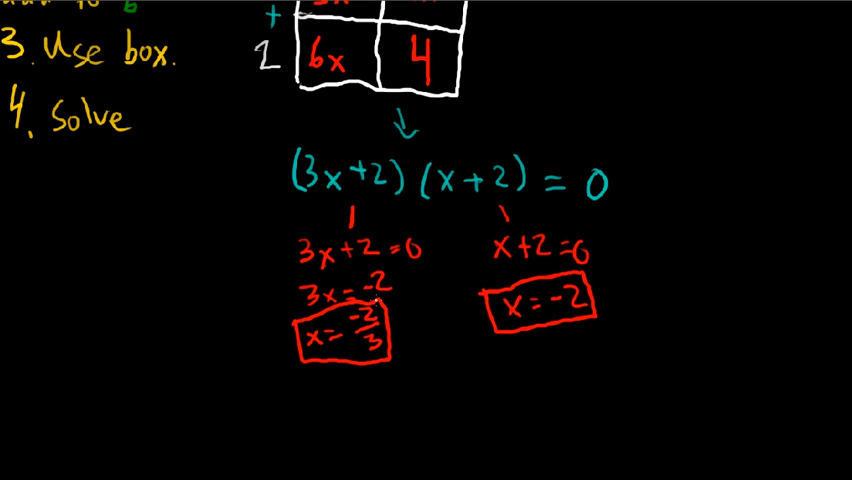 3. Use box.
+
2 6x 4
4. Solve
(3x+2)(x+2) = 0
3x+2=0 x+2=0
3x=-2
x=-2/3 x=-2